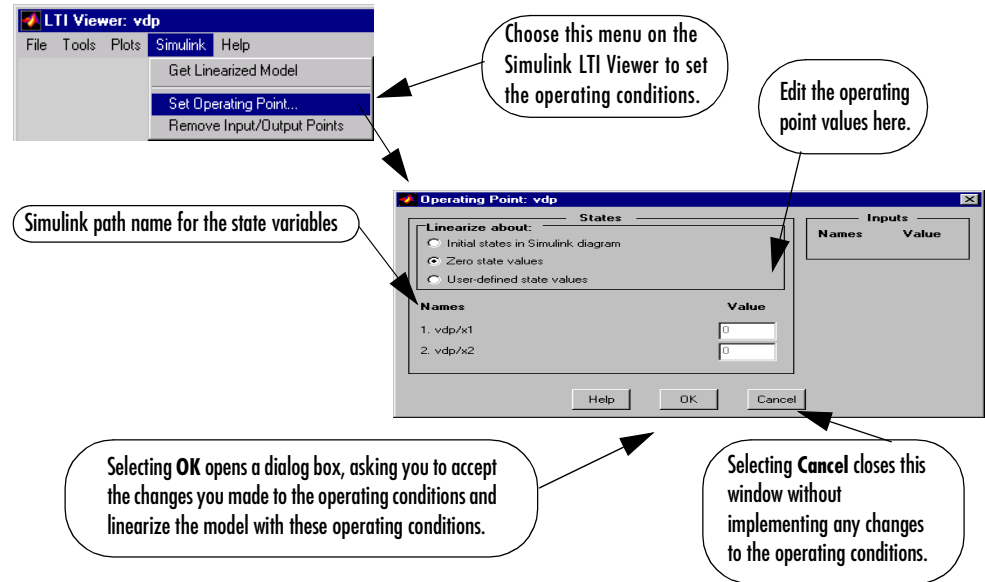 LTI Viewer: vdp
File Tools Plots Simulink Help
Get Linearized Model
Set Operating Point...
Remove Input/Output Points
Choose this menu on the
Simulink LTI Viewer to set
the operating conditions.
Edit the operating
point values here.
Simulink path name for the state variables
Operating Point: vdp
States
Linearize about:
Initial states in Simulink diagram
Zero state values
User-defined state values
Names Value
1. vdp/x1 0
2. vdp/x2 0
Inputs
Names Value
Help OK Cancel
Selecting OK opens a dialog box, asking you to accept
the changes you made to the operating conditions and
linearize the model with these operating conditions.
Selecting Cancel closes this
window without
implementing any changes
to the operating conditions.